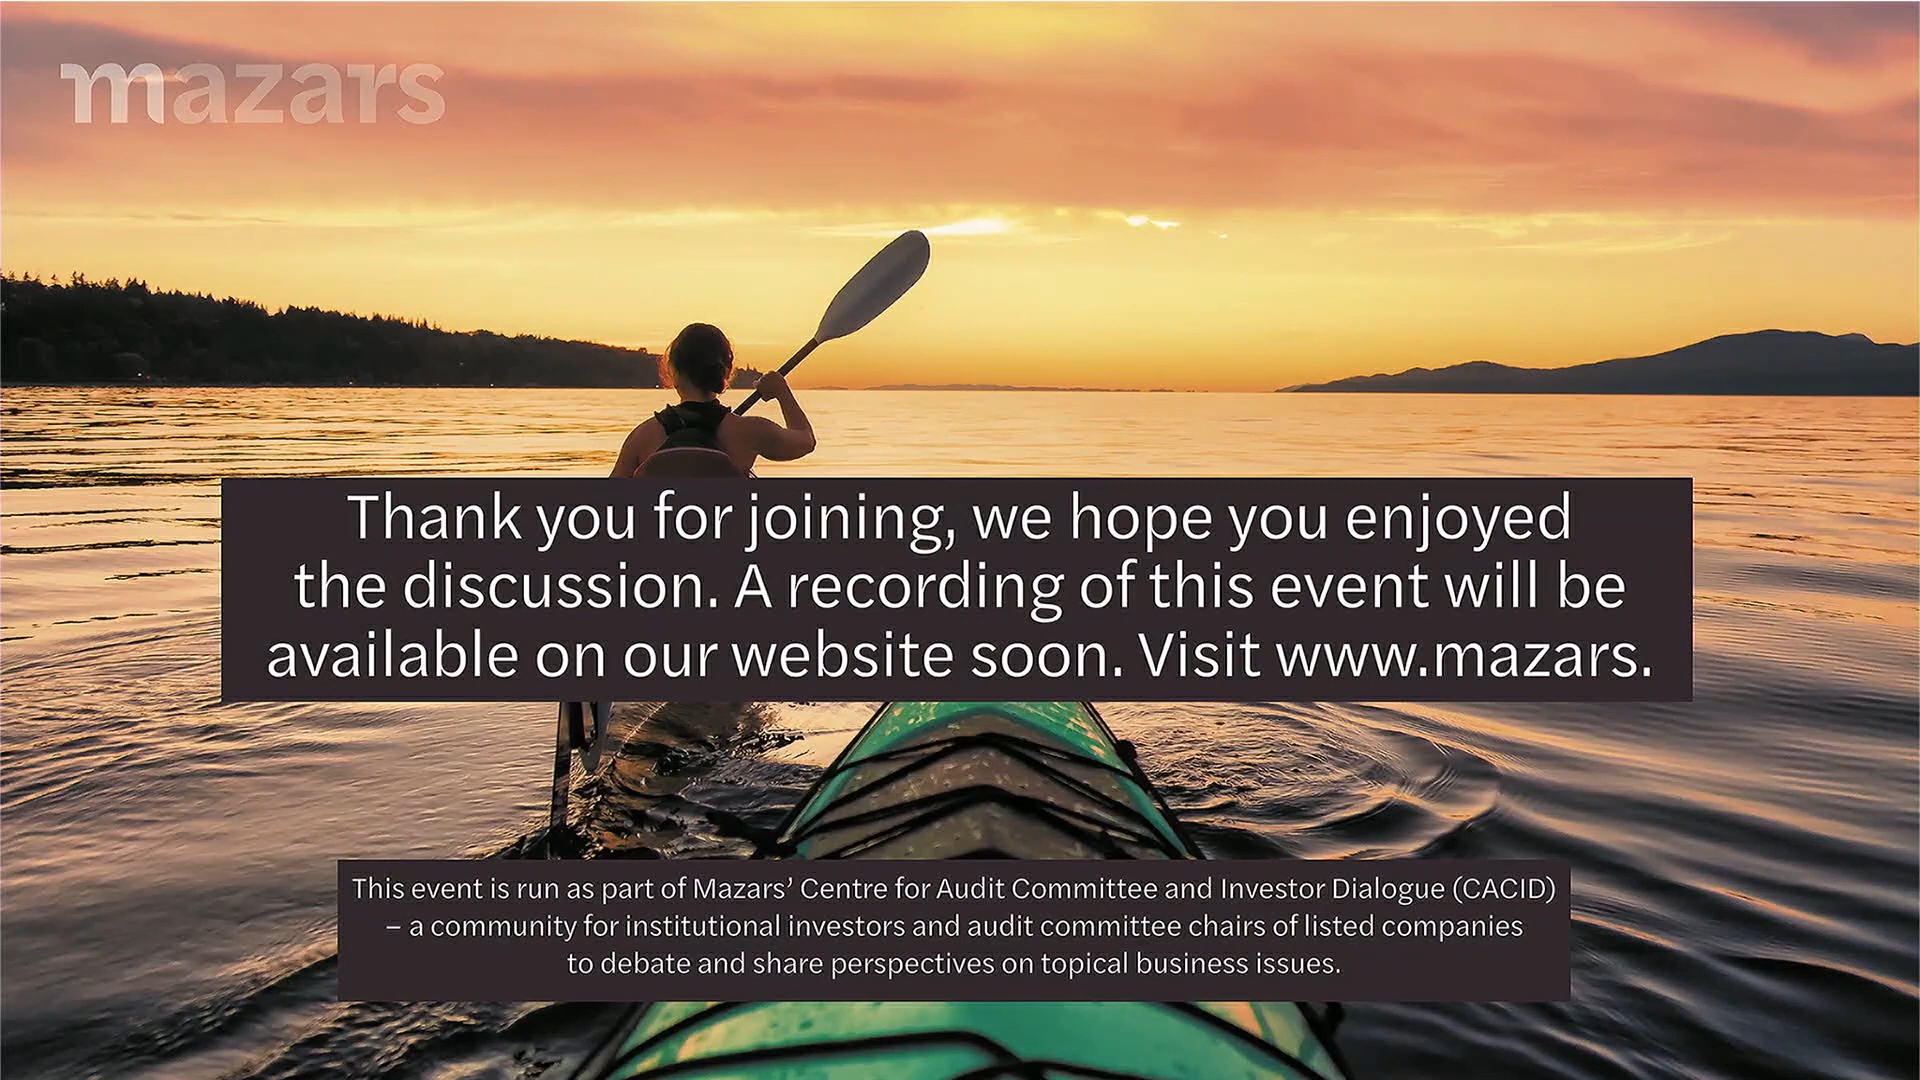 mazars
Thank you for joining, we hope you enjoyed
the discussion. A recording of this event will be
available on our website soon. Visit www.mazars.
This event is run as part of Mazars’ Centre for Audit Committee and Investor Dialogue (CACID)
– a community for institutional investors and audit committee chairs of listed companies
to debate and share perspectives on topical business issues.